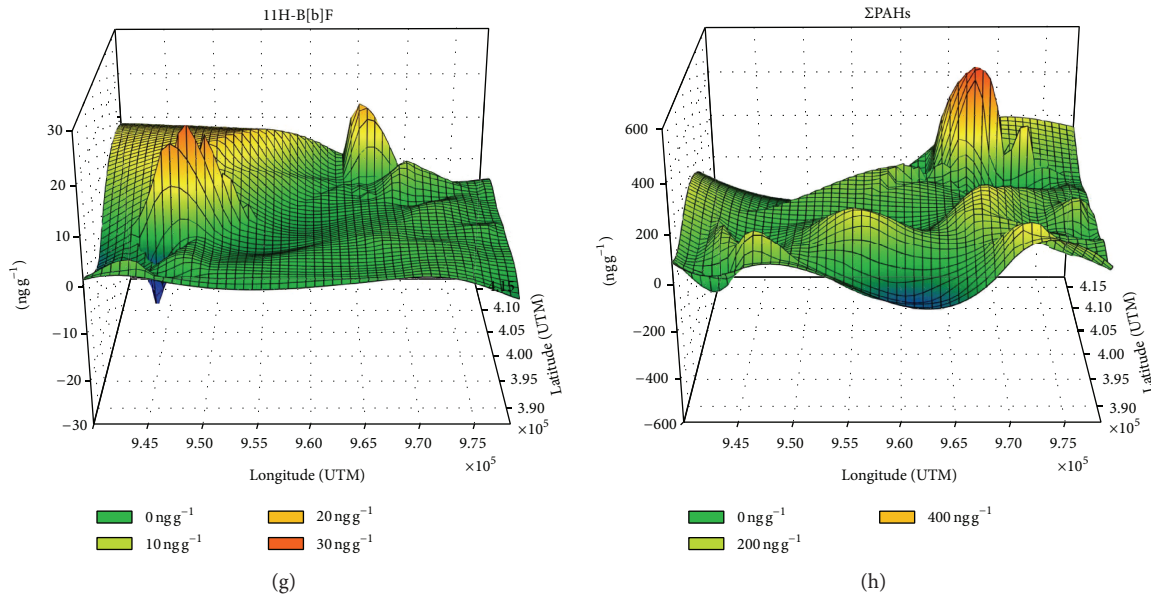 11H-B[b]F
30
20
10
0
−10
−20
−30
(ng g⁻¹)
4.15
4.10
4.05
4.00
3.95
3.90
×10⁵
Latitude (UTM)
9.45 9.50 9.55 9.60 9.65 9.70 9.75
×10⁵
Longitude (UTM)
0 ng g⁻¹ 20 ng g⁻¹
10 ng g⁻¹ 30 ng g⁻¹
(g)
ΣPAHs
600
400
200
0
−200
−400
−600
(ng g⁻¹)
4.15
4.10
4.05
4.00
3.95
3.90
×10⁵
Latitude (UTM)
9.45 9.50 9.55 9.60 9.65 9.70 9.75
×10⁵
Longitude (UTM)
0 ng g⁻¹ 400 ng g⁻¹
200 ng g⁻¹
(h)